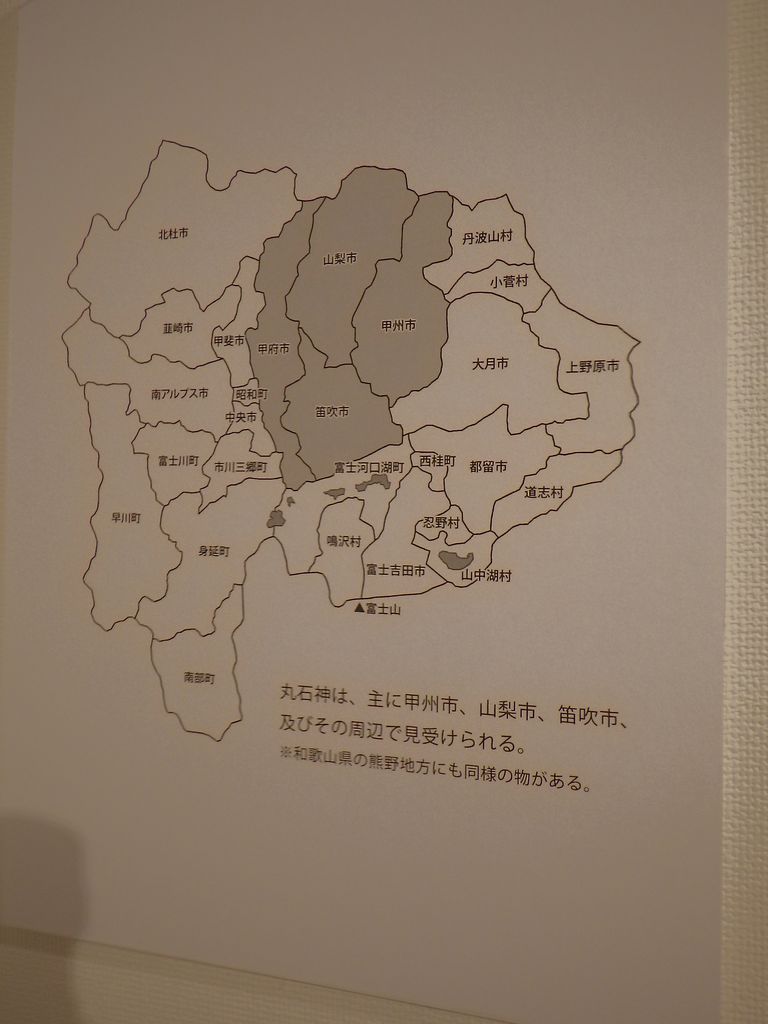 北杜市
山梨市
丹波山村
小菅村
韮崎市
甲斐市
甲府市
甲州市
大月市
上野原市
南アルプス市
昭和町
中央市
笛吹市
富士川町
市川三郷町
富士河口湖町
西桂町
都留市
道志村
早川町
身延町
鳴沢村
忍野村
富士吉田市
山中湖村
▲富士山
南部町
丸石神は、主に甲州市、山梨市、笛吹市、
及びその周辺で見受けられる。
※和歌山県の熊野地方にも同様の物がある。